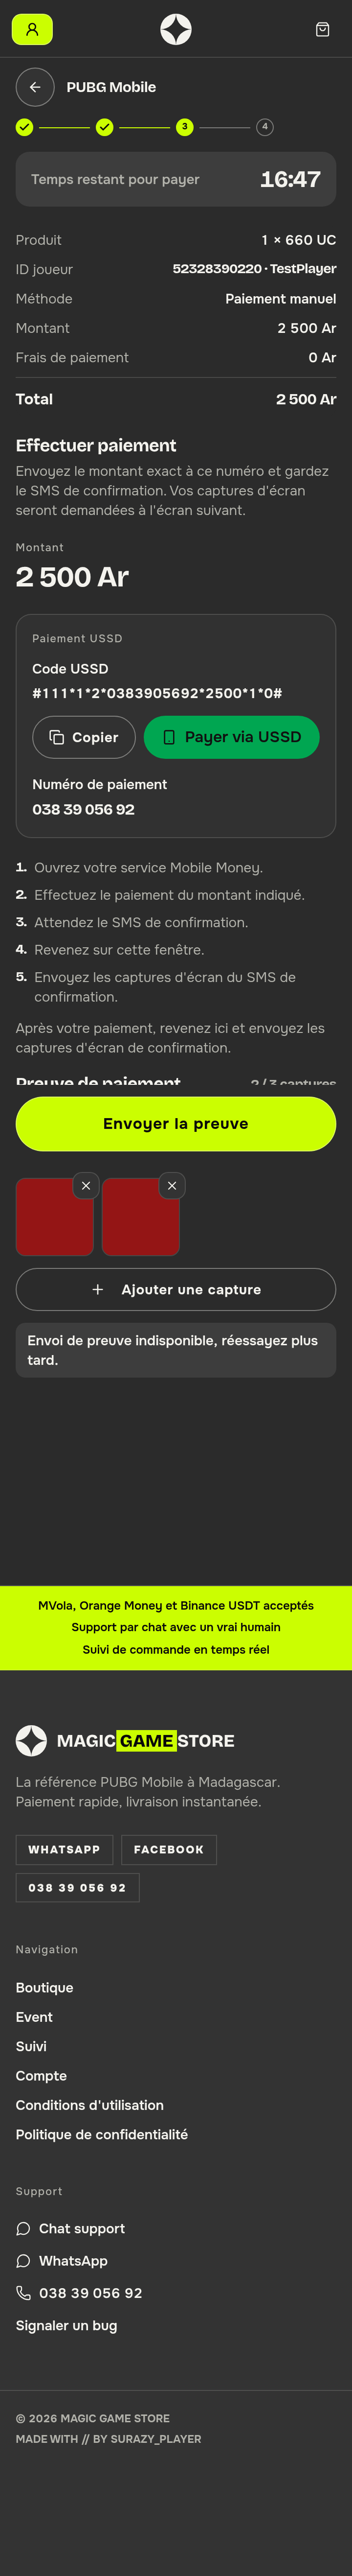 PUBG Mobile
3
4
Temps restant pour payer 16:47
Produit 1 × 660 UC
ID joueur 52328390220 · TestPlayer
Méthode Paiement manuel
Montant 2 500 Ar
Frais de paiement 0 Ar
Total 2 500 Ar
Effectuer paiement
Envoyez le montant exact à ce numéro et gardez
le SMS de confirmation. Vos captures d'écran
seront demandées à l'écran suivant.
Montant
2 500 Ar
Paiement USSD
Code USSD
#111*1*2*0383905692*2500*1*0#
Copier
Payer via USSD
Numéro de paiement
038 39 056 92
1. Ouvrez votre service Mobile Money.
2. Effectuez le paiement du montant indiqué.
3. Attendez le SMS de confirmation.
4. Revenez sur cette fenêtre.
5. Envoyez les captures d'écran du SMS de
confirmation.
Après votre paiement, revenez ici et envoyez les
captures d'écran de confirmation.
Preuve de paiement 2 / 3 captures
Envoyer la preuve
Ajouter une capture
Envoi de preuve indisponible, réessayez plus
tard.
MVola, Orange Money et Binance USDT acceptés
Support par chat avec un vrai humain
Suivi de commande en temps réel
MAGIC GAME STORE
La référence PUBG Mobile à Madagascar.
Paiement rapide, livraison instantanée.
WHATSAPP
FACEBOOK
038 39 056 92
Navigation
Boutique
Event
Suivi
Compte
Conditions d'utilisation
Politique de confidentialité
Support
Chat support
WhatsApp
038 39 056 92
Signaler un bug
© 2026 MAGIC GAME STORE
MADE WITH // BY SURAZY_PLAYER